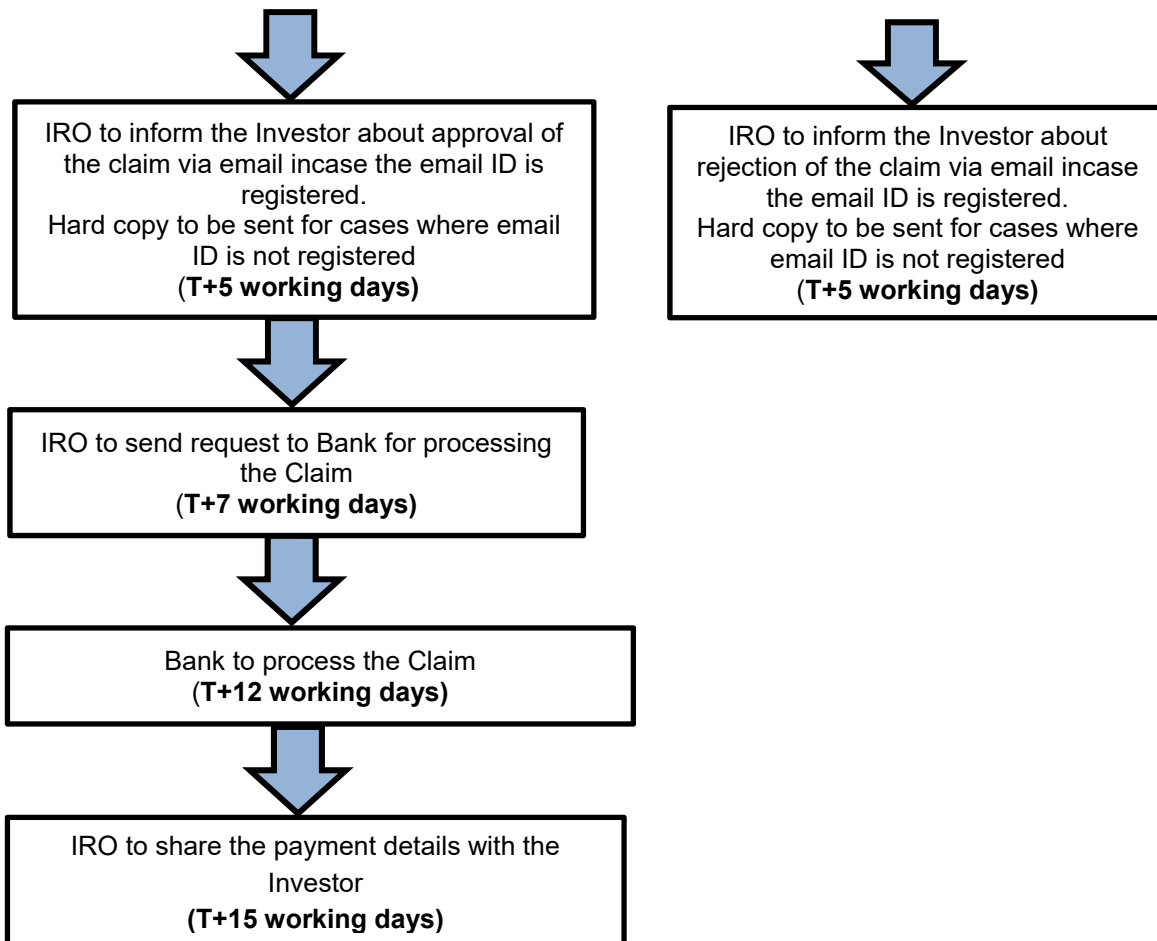 IRO to inform the Investor about approval of
the claim via email incase the email ID is
registered.
Hard copy to be sent for cases where email
ID is not registered
(T+5 working days)
IRO to inform the Investor about
rejection of the claim via email incase
the email ID is registered.
Hard copy to be sent for cases where
email ID is not registered
(T+5 working days)
IRO to send request to Bank for processing
the Claim
(T+7 working days)
Bank to process the Claim
(T+12 working days)
IRO to share the payment details with the
Investor
(T+15 working days)